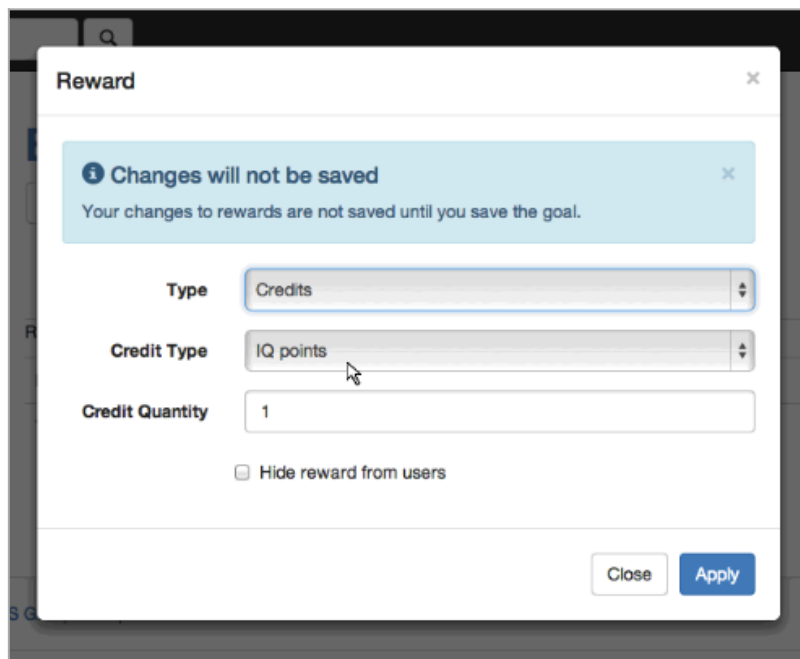 Reward
Changes will not be saved
Your changes to rewards are not saved until you save the goal.
Type Credits
Credit Type IQ points
Credit Quantity 1
Hide reward from users
Close Apply